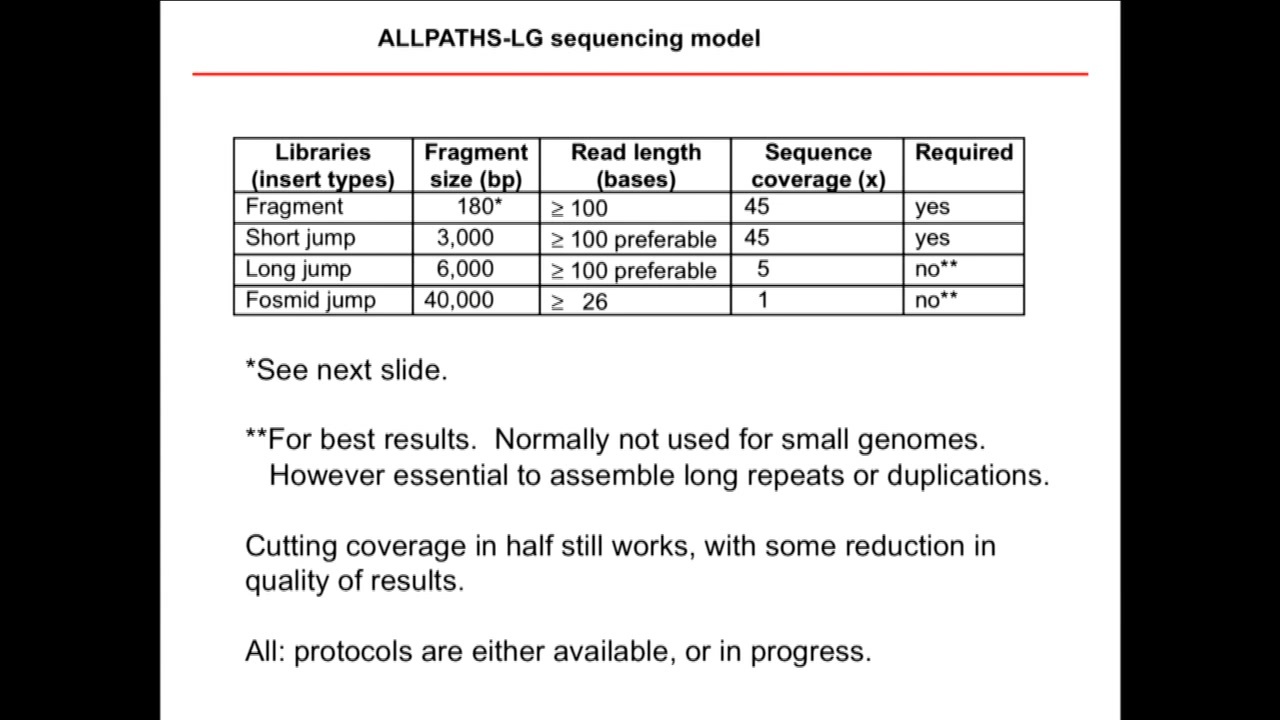 ALLPATHS-LG sequencing model
Libraries (insert types) Fragment size (bp) Read length (bases) Sequence coverage (x) Required
Fragment 180* ≥ 100 45 yes
Short jump 3,000 ≥ 100 preferable 45 yes
Long jump 6,000 ≥ 100 preferable 5 no**
Fosmid jump 40,000 ≥ 26 1 no**
*See next slide.
**For best results. Normally not used for small genomes.
However essential to assemble long repeats or duplications.
Cutting coverage in half still works, with some reduction in
quality of results.
All: protocols are either available, or in progress.